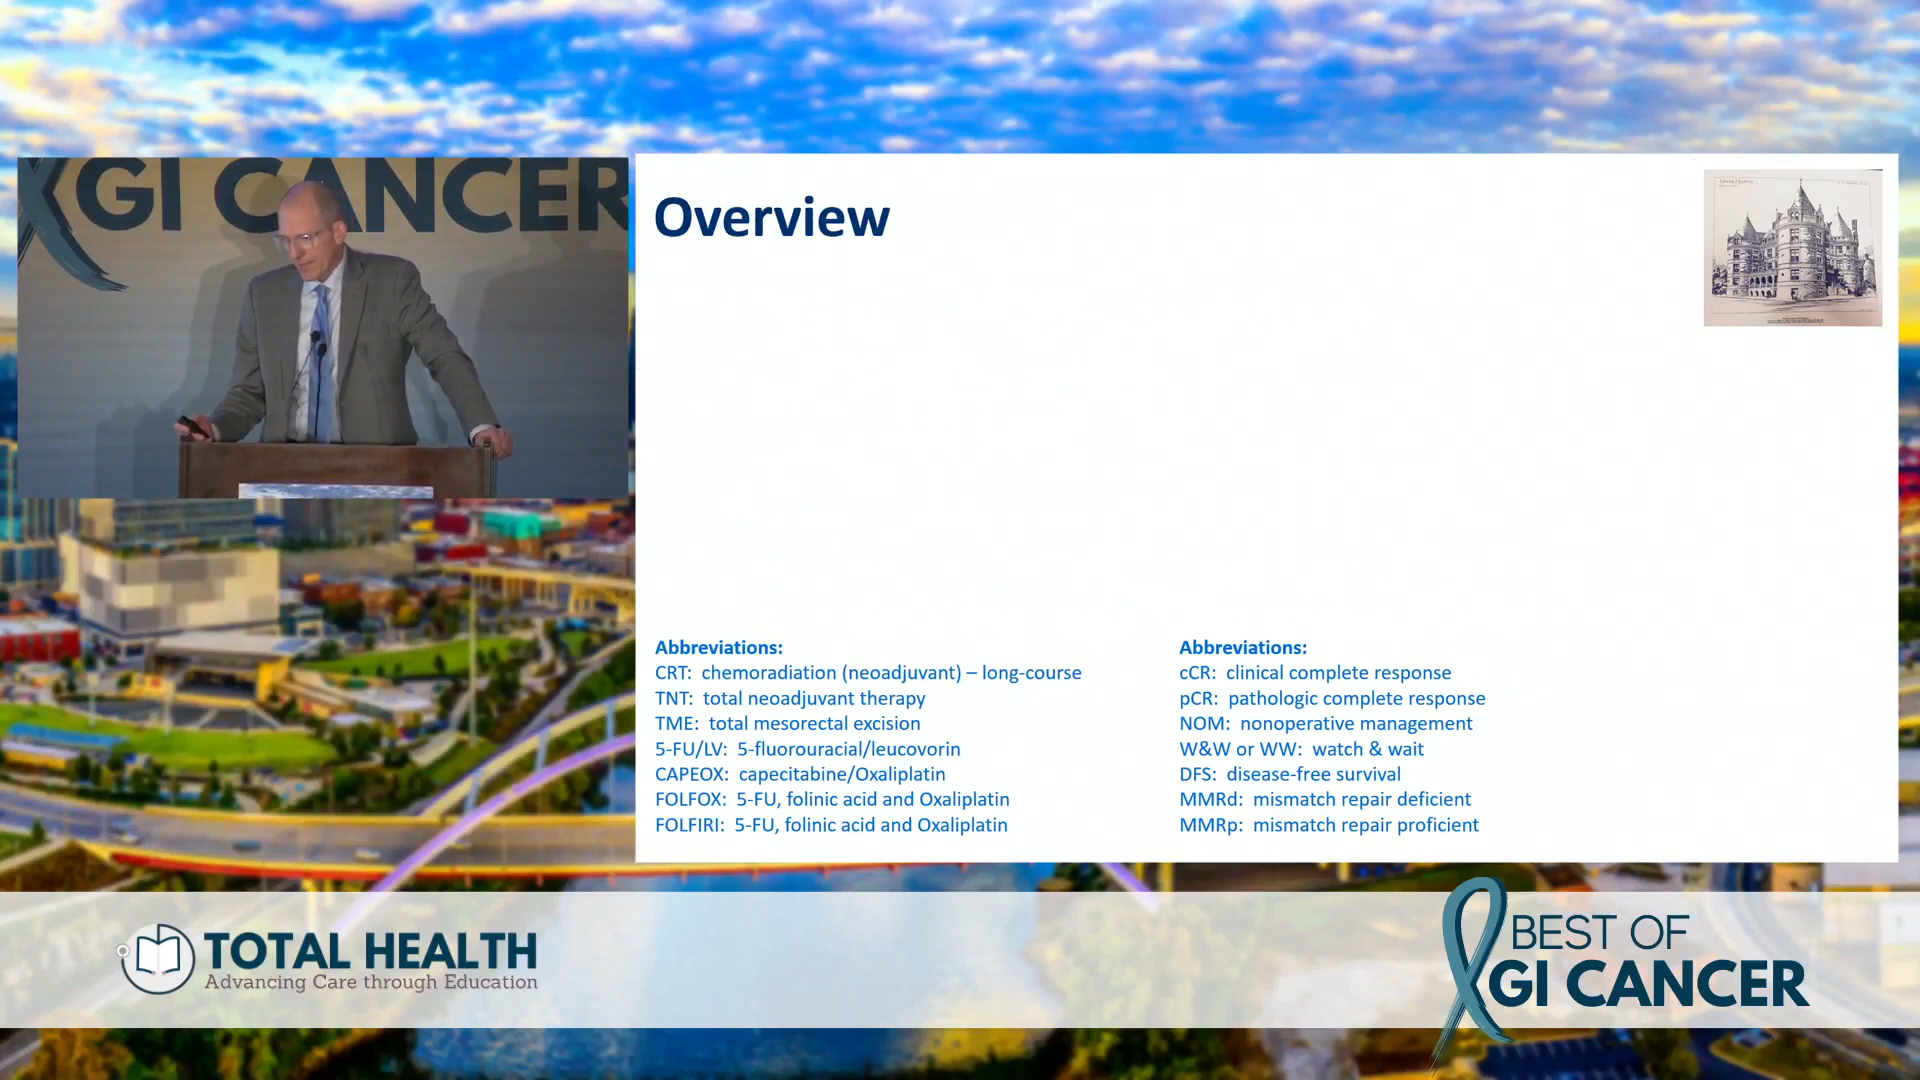 GI CANCER
Overview
Abbreviations:
CRT:  chemoradiation (neoadjuvant) – long-course
TNT:  total neoadjuvant therapy
TME:  total mesorectal excision
5-FU/LV:  5-fluorouracial/leucovorin
CAPEOX:  capecitabine/Oxaliplatin
FOLFOX:  5-FU, folinic acid and Oxaliplatin
FOLFIRI:  5-FU, folinic acid and Oxaliplatin
Abbreviations:
cCR:  clinical complete response
pCR:  pathologic complete response
NOM:  nonoperative management
W&W or WW:  watch & wait
DFS:  disease-free survival
MMRd:  mismatch repair deficient
MMRp:  mismatch repair proficient
TOTAL HEALTH
Advancing Care through Education
BEST OF
GI CANCER